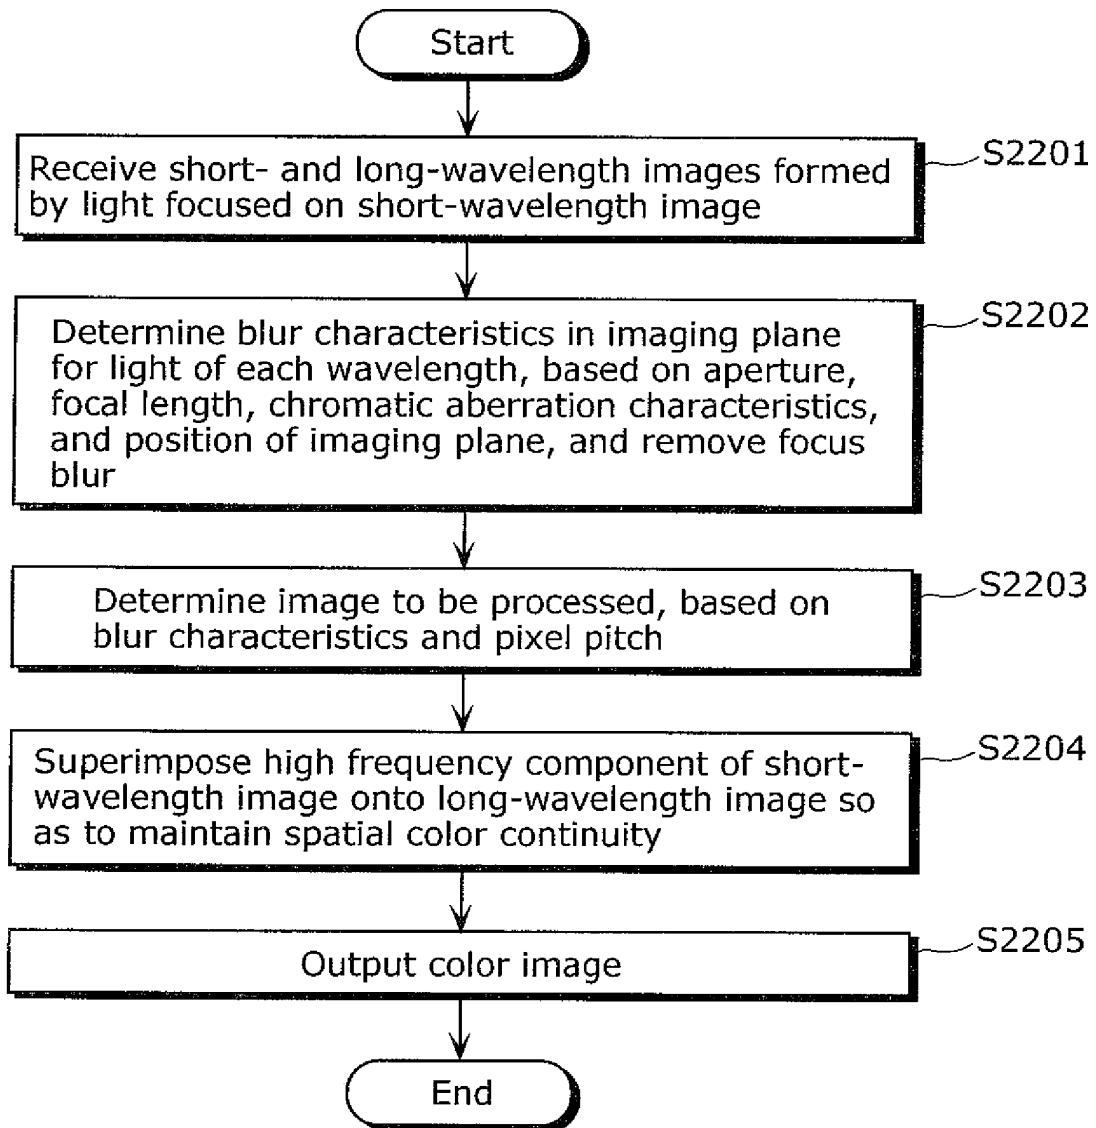 Start
Receive short- and long-wavelength images formed
by light focused on short-wavelength image
S2201
Determine blur characteristics in imaging plane
for light of each wavelength, based on aperture,
focal length, chromatic aberration characteristics,
and position of imaging plane, and remove focus
blur
S2202
Determine image to be processed, based on
blur characteristics and pixel pitch
S2203
Superimpose high frequency component of short-
wavelength image onto long-wavelength image so
as to maintain spatial color continuity
S2204
Output color image
S2205
End